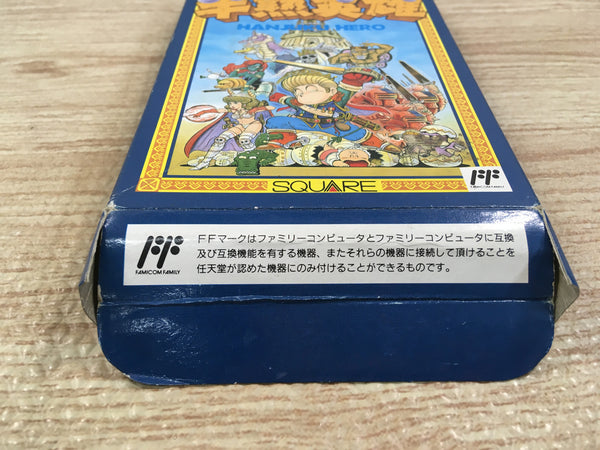 半熟英雄
HANJUKU HERO
SQUARE
FF
FAMICOM FAMILY
FF
FAMICOM FAMILY
FFマークはファミリーコンピュータとファミリーコンピュータに互換
及び互換機能を有する機器、またそれらの機器に接続して頂けることを
任天堂が認めた機器にのみ付けることができるものです。